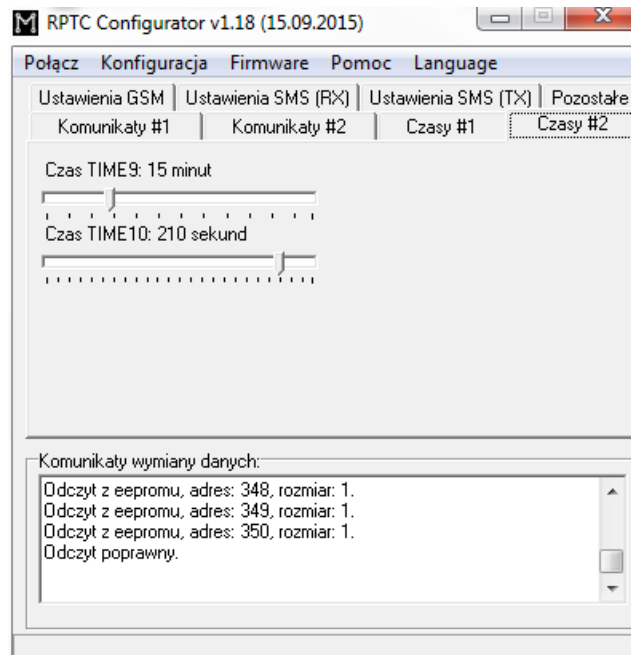 RPTC Configurator v1.18 (15.09.2015)
Połącz Konfiguracja Firmware Pomoc Language
Ustawienia GSM Ustawienia SMS (RX) Ustawienia SMS (TX) Pozostałe
Komunikaty #1 Komunikaty #2 Czasy #1 Czasy #2
Czas TIME9: 15 minut
Czas TIME10: 210 sekund
Komunikaty wymiany danych:
Odczyt z eepromu, adres: 348, rozmiar: 1.
Odczyt z eepromu, adres: 349, rozmiar: 1.
Odczyt z eepromu, adres: 350, rozmiar: 1.
Odczyt poprawny.